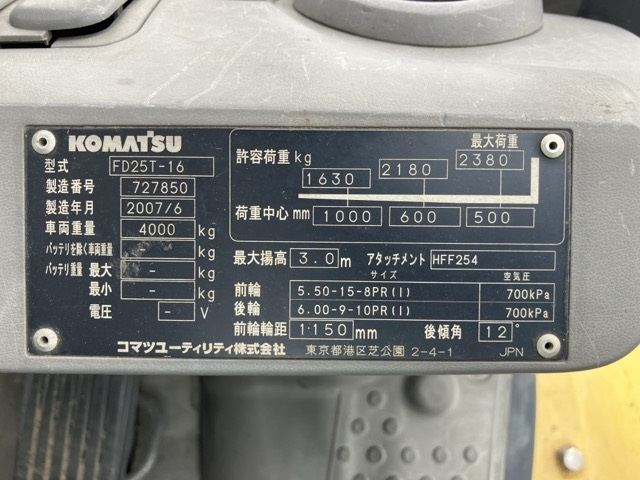 KOMATSU
型式 FD25T-16
製造番号 727850
製造年月 2007/6
車両重量 4000 kg
バッテリを除く車両重量 - kg
バッテリ重量 最大 - kg
最小 - kg
電圧 - V
最大荷重
許容荷重 kg 1630 2180 2380
荷重中心 mm 1000 600 500
最大揚高 3.0 m アタッチメント HFF254
サイズ 空気圧
前輪 5.50-15-8PR(I) 700kPa
後輪 6.00-9-10PR(I) 700kPa
前輪輪距 1150 mm 後傾角 12°
コマツユーティリティ株式会社 東京都港区芝公園 2-4-1 JPN